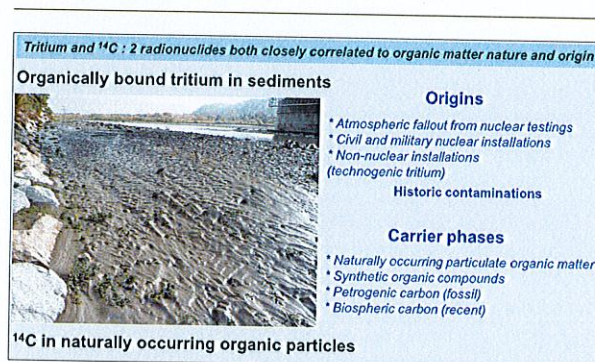 Tritium and ¹⁴C : 2 radionuclides both closely correlated to organic matter nature and origin
Organically bound tritium in sediments
Origins
* Atmospheric fallout from nuclear testings
* Civil and military nuclear installations
* Non-nuclear installations
(technogenic tritium)
Historic contaminations
Carrier phases
* Naturally occurring particulate organic matter
* Synthetic organic compounds
* Petrogenic carbon (fossil)
* Biospheric carbon (recent)
¹⁴C in naturally occurring organic particles